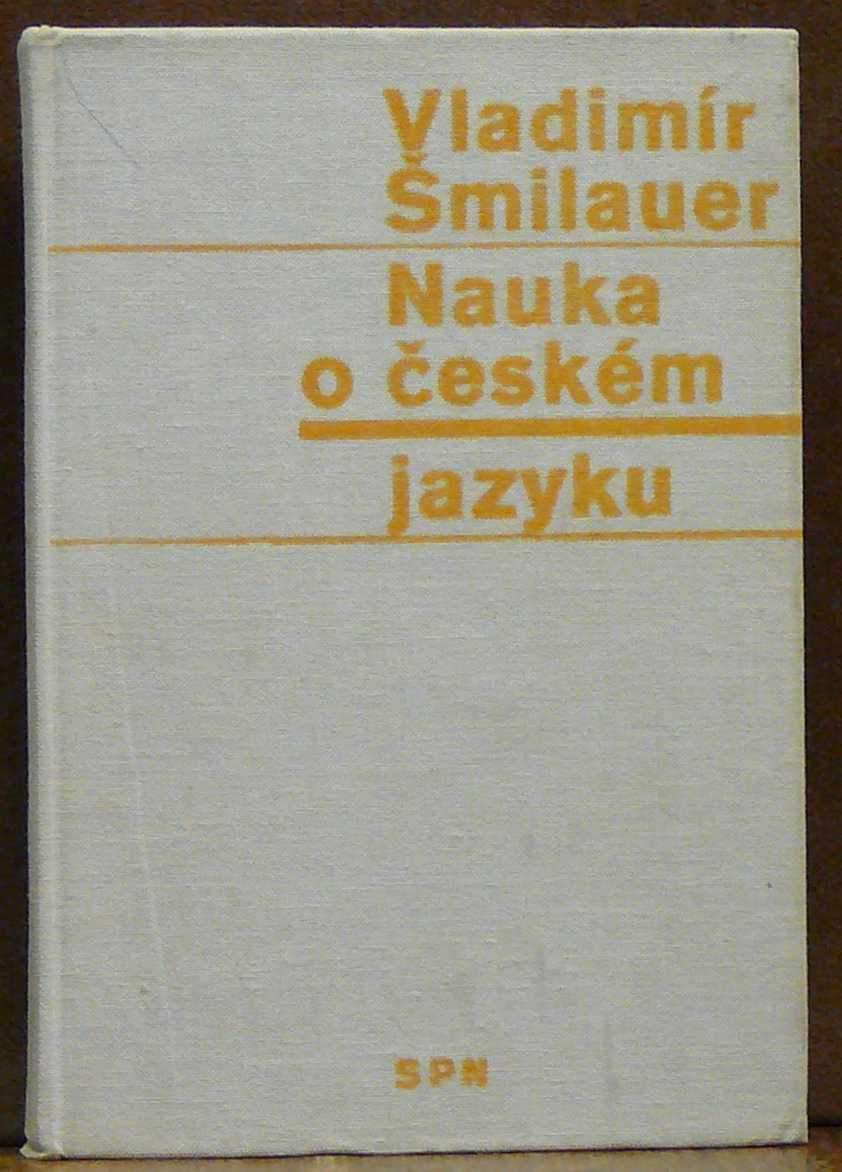 Vladimír
Šmilauer
Nauka
o českém
jazyku
SPN